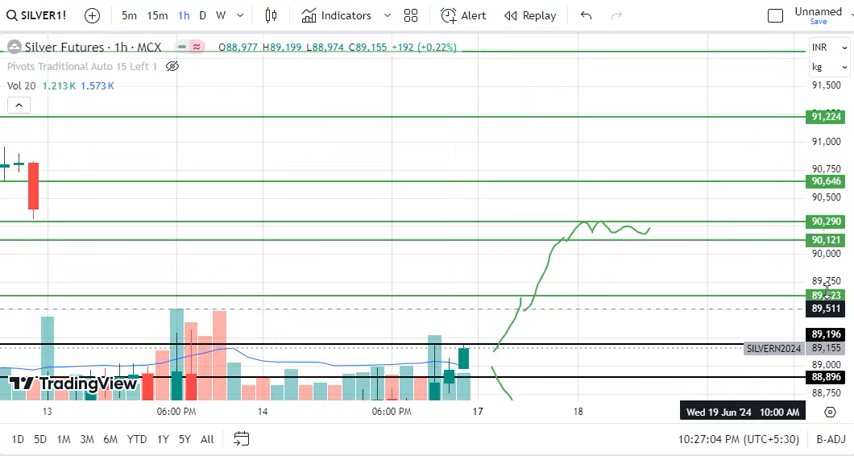 SILVER1! 5m 15m 1h D W Indicators Alert Replay Unnamed
Save
Silver Futures · 1h · MCX O88,977 H89,199 L88,974 C89,155 +192 (+0.22%) INR
Pivots Traditional Auto 15 Left 1 kg
Vol 20 1.213 K 1.573 K
91,500
91,224
91,000
90,750
90,646
90,500
90,290
90,121
90,000
89,750
89,623
89,511
89,196
SILVERN2024 89,155
89,000
88,896
88,750
TradingView
13 06:00 PM 14 06:00 PM 17 18 Wed 19 Jun '24 10:00 AM
1D 5D 1M 3M 6M YTD 1Y 5Y All 10:27:04 PM (UTC+5:30) B-ADJ